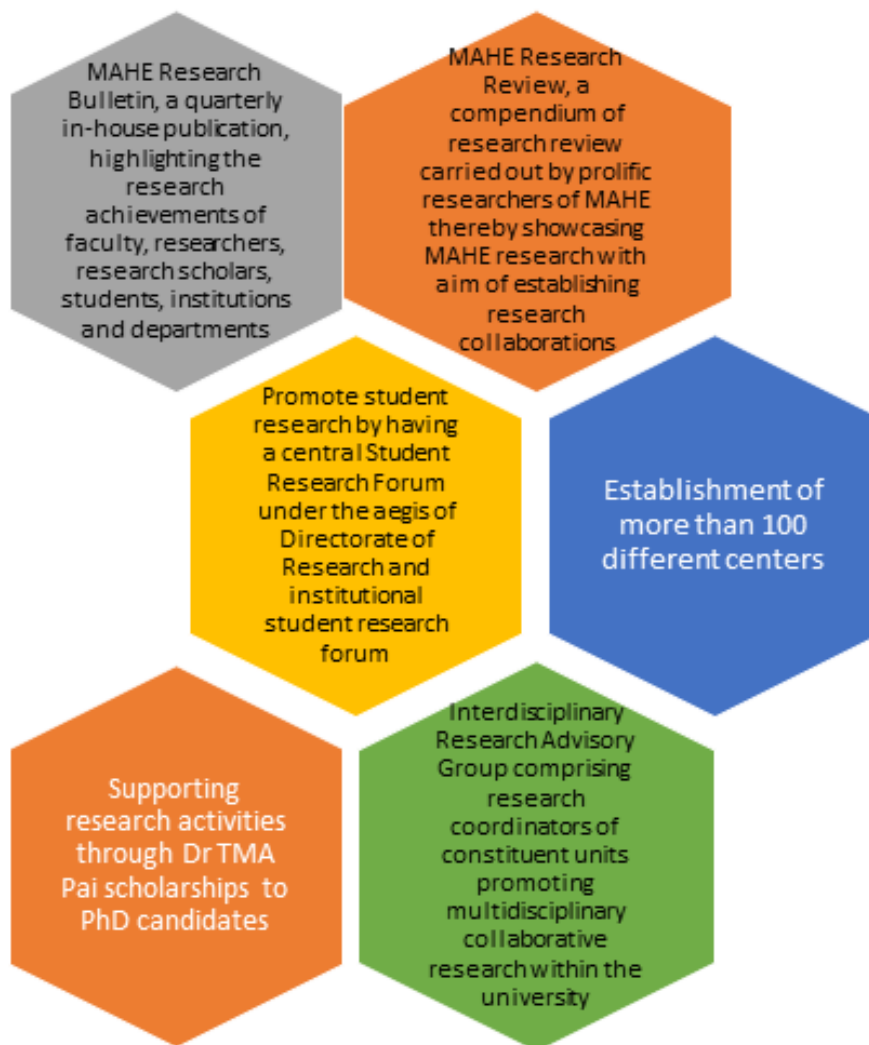 MAHE Research
Bulletin, a quarterly
in-house publication,
highlighting the
research
achievements of
faculty, researchers,
research scholars,
students, institutions
and departments
MAHE Research
Review, a
compendium of
research review
carried out by prolific
researchers of MAHE
thereby showcasing
MAHE research with
aim of establishing
research
collaborations
Promote student
research by having
a central Student
Research Forum
under the aegis of
Directorate of
Research and
institutional
student research
forum
Establishment of
more than 100
different centers
Supporting
research activities
through Dr TMA
Pai scholarships to
PhD candidates
Interdisciplinary
Research Advisory
Group comprising
research
coordinators of
constituent units
promoting
multidisciplinary
collaborative
research within the
university